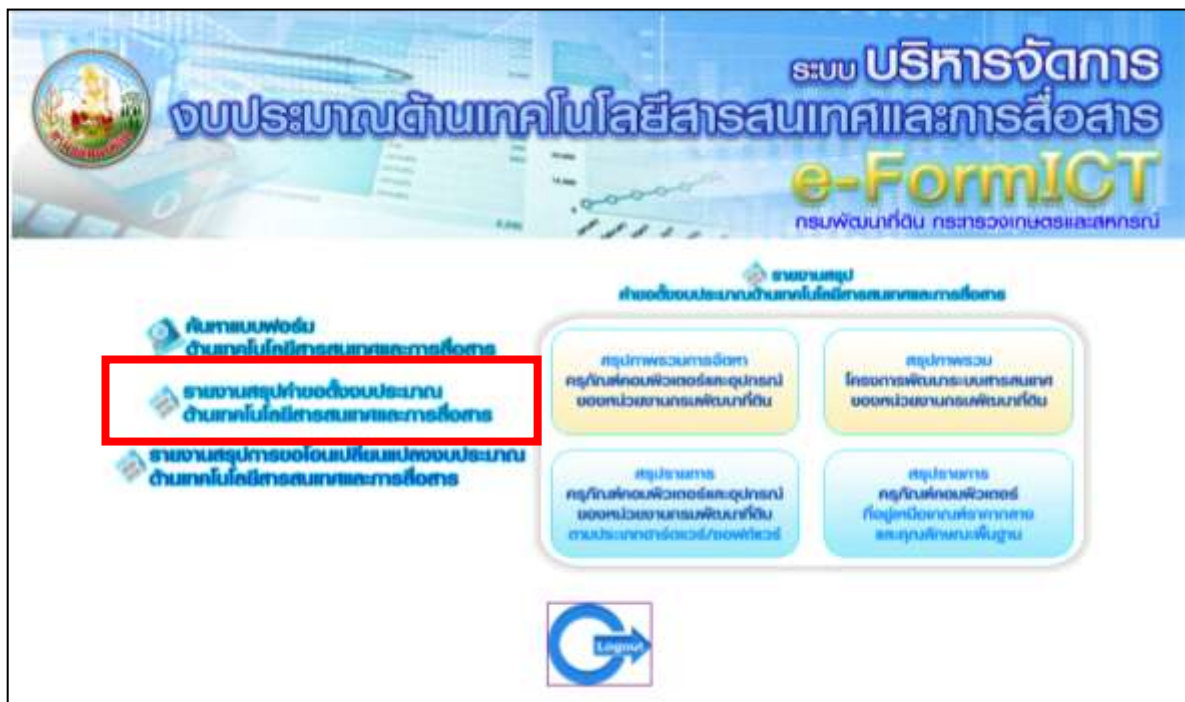 ระบบ บริหารจัดการ
งบประมาณด้านเทคโนโลยีสารสนเทศและการสื่อสาร
e-FormICT
กรมพัฒนาที่ดิน กระทรวงเกษตรและสหกรณ์
ค้นหาแบบฟอร์ม
ด้านเทคโนโลยีสารสนเทศและการสื่อสาร
รายงานสรุปคำขอตั้งงบประมาณ
ด้านเทคโนโลยีสารสนเทศและการสื่อสาร
รายงานสรุปการขอโอนเปลี่ยนแปลงงบประมาณ
ด้านเทคโนโลยีสารสนเทศและการสื่อสาร
รายงานสรุป
คำขอตั้งงบประมาณด้านเทคโนโลยีสารสนเทศและการสื่อสาร
สรุปภาพรวมการจัดหา
ครุภัณฑ์คอมพิวเตอร์และอุปกรณ์
ของหน่วยงานกรมพัฒนาที่ดิน
สรุปภาพรวม
โครงการพัฒนาระบบสารสนเทศ
ของหน่วยงานกรมพัฒนาที่ดิน
สรุปรายการ
ครุภัณฑ์คอมพิวเตอร์และอุปกรณ์
ของหน่วยงานกรมพัฒนาที่ดิน
ตามประเภทฮาร์ดแวร์/ซอฟต์แวร์
สรุปรายการ
ครุภัณฑ์คอมพิวเตอร์
ที่อยู่เหนือเกณฑ์ราคากลาง
และคุณลักษณะพื้นฐาน
Logout